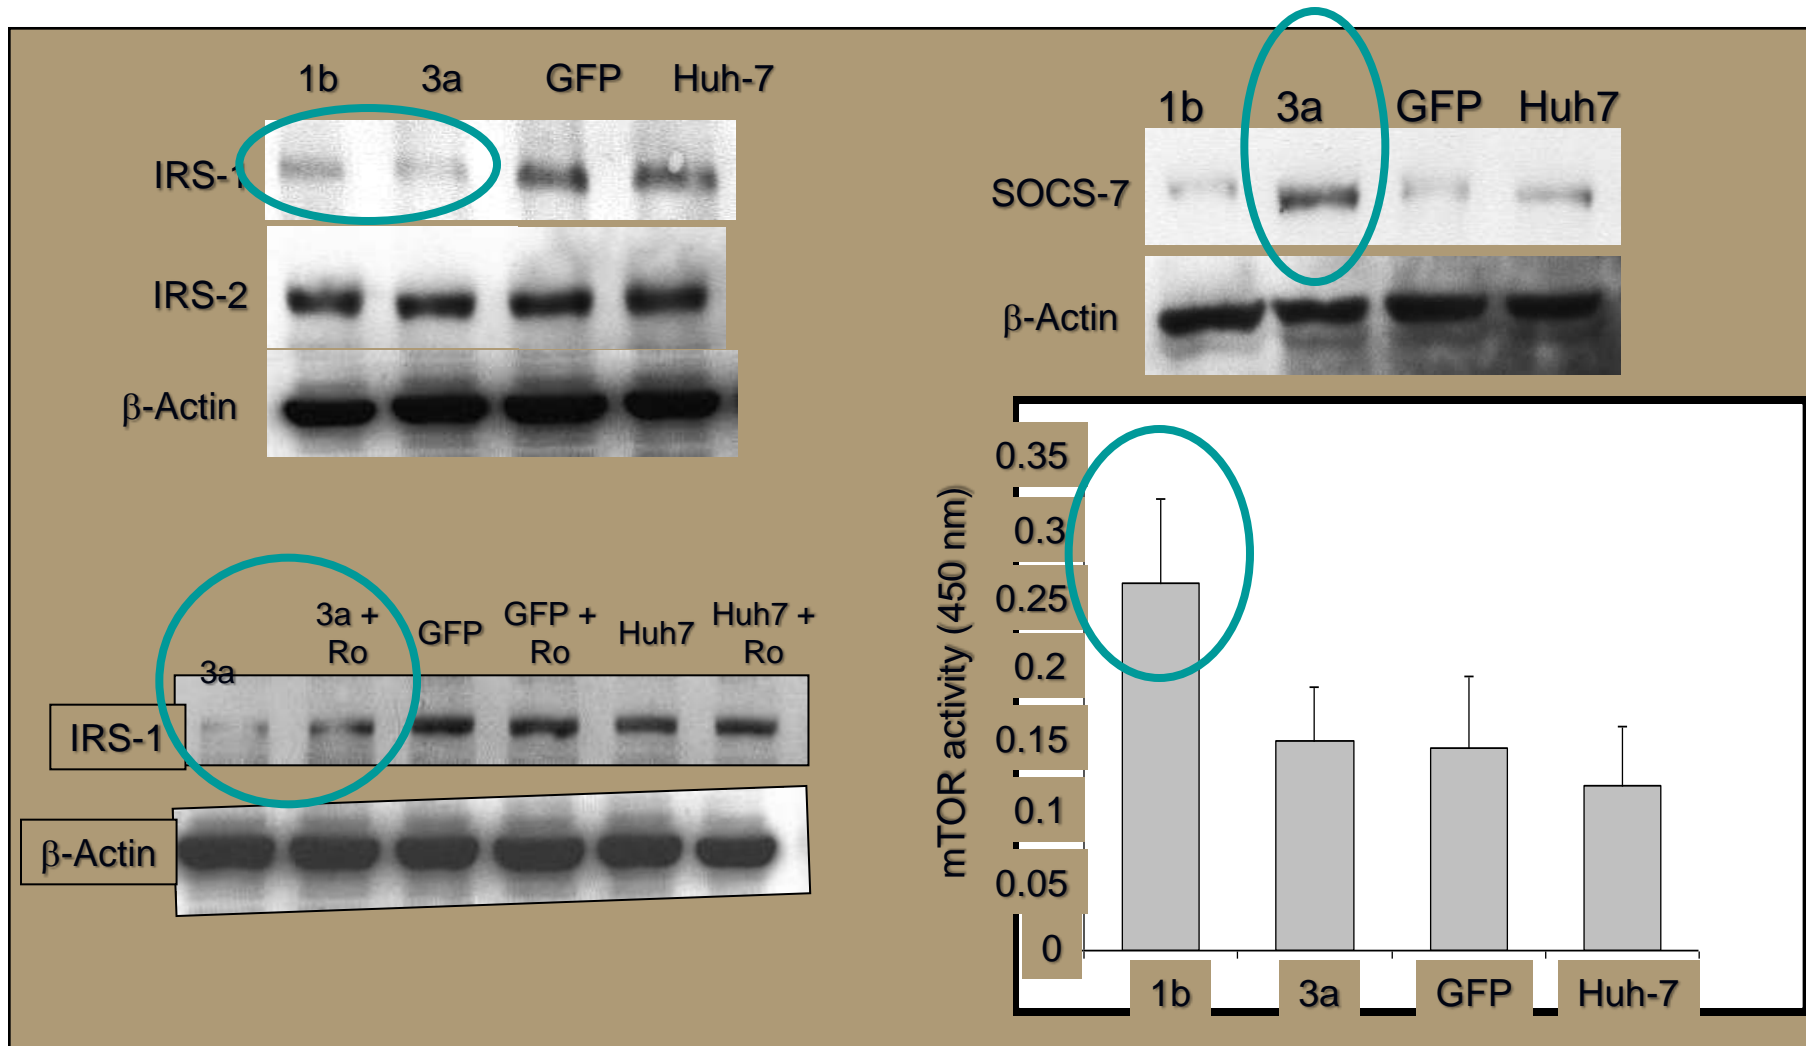 1b 3a GFP Huh-7
IRS-1
IRS-2
β-Actin
1b 3a GFP Huh7
SOCS-7
β-Actin
3a
3a +
Ro
GFP
GFP +
Ro
Huh7
Huh7 +
Ro
IRS-1
β-Actin
mTOR activity (450 nm)
0.35
0.3
0.25
0.2
0.15
0.1
0.05
0
1b 3a GFP Huh-7